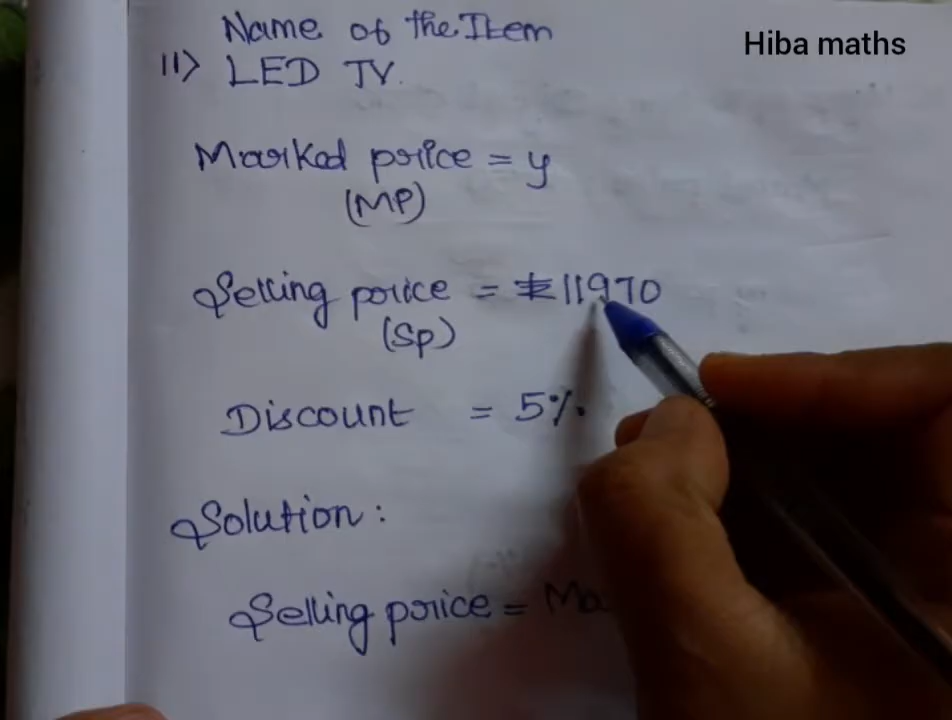 Hiba maths
Name of the Item
11) LED TV.
Marked price = y
(MP)
Selling price = ₹11970
(SP)
Discount = 5%
Solution:
Selling price =